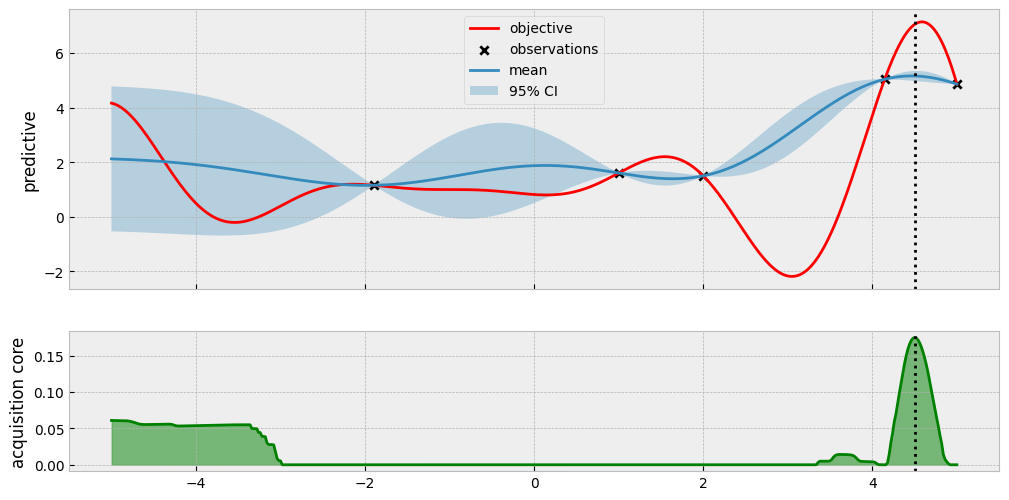 predictive
6
4
2
0
−2
objective
observations
mean
95% CI
acquisition core
0.15
0.10
0.05
0.00
−4
−2
0
2
4